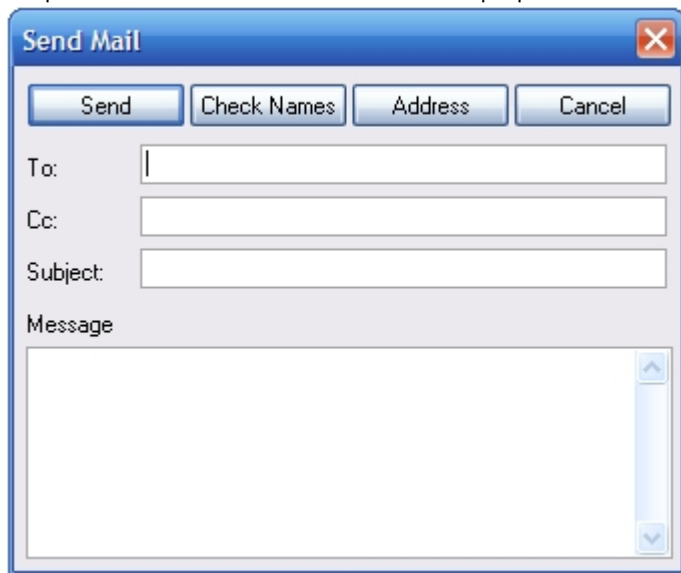 Send Mail
Send Check Names Address Cancel
To:
Cc:
Subject:
Message